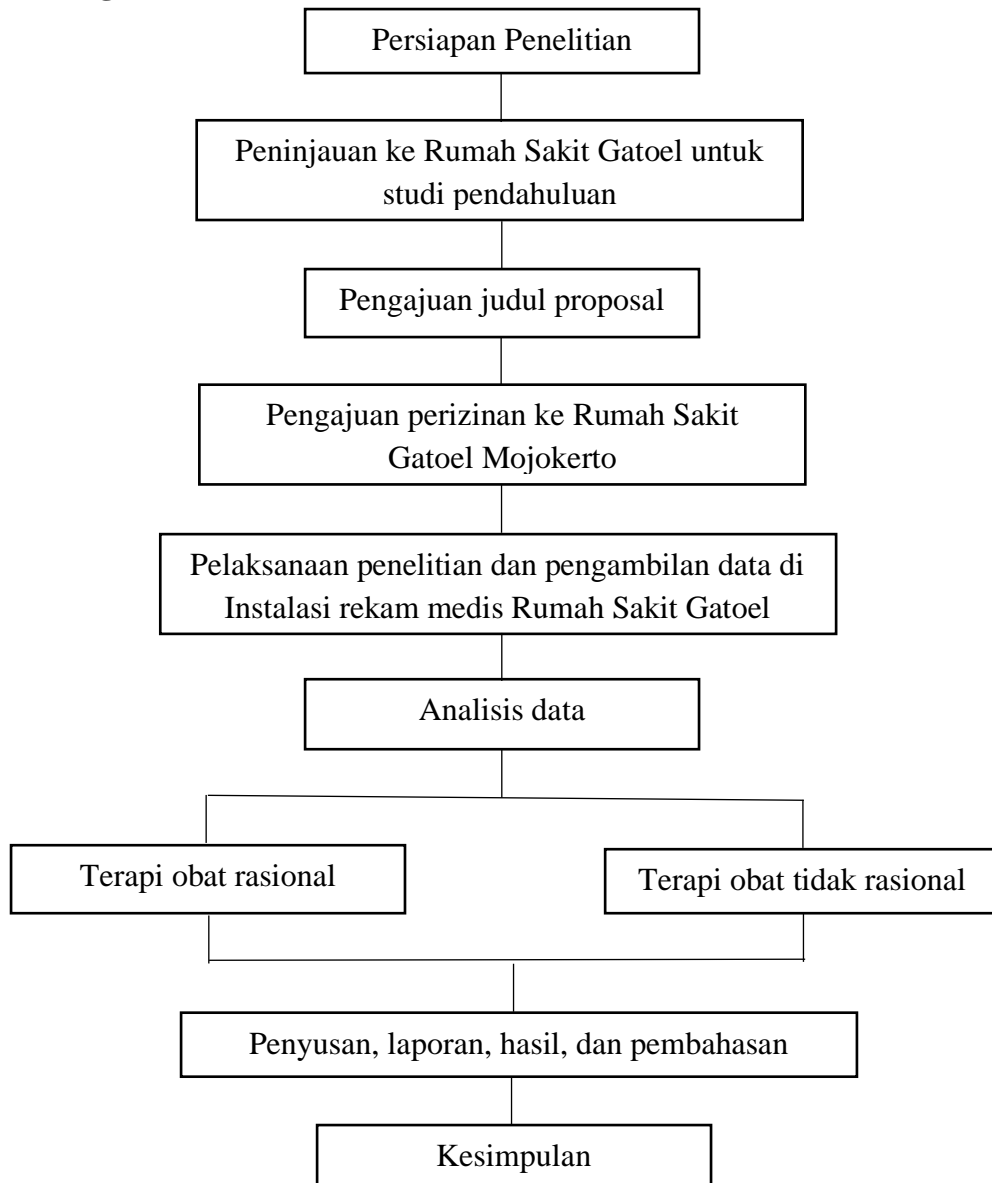 Persiapan Penelitian
Peninjauan ke Rumah Sakit Gatoel untuk
studi pendahuluan
Pengajuan judul proposal
Pengajuan perizinan ke Rumah Sakit
Gatoel Mojokerto
Pelaksanaan penelitian dan pengambilan data di
Instalasi rekam medis Rumah Sakit Gatoel
Analisis data
Terapi obat rasional
Terapi obat tidak rasional
Penyusan, laporan, hasil, dan pembahasan
Kesimpulan